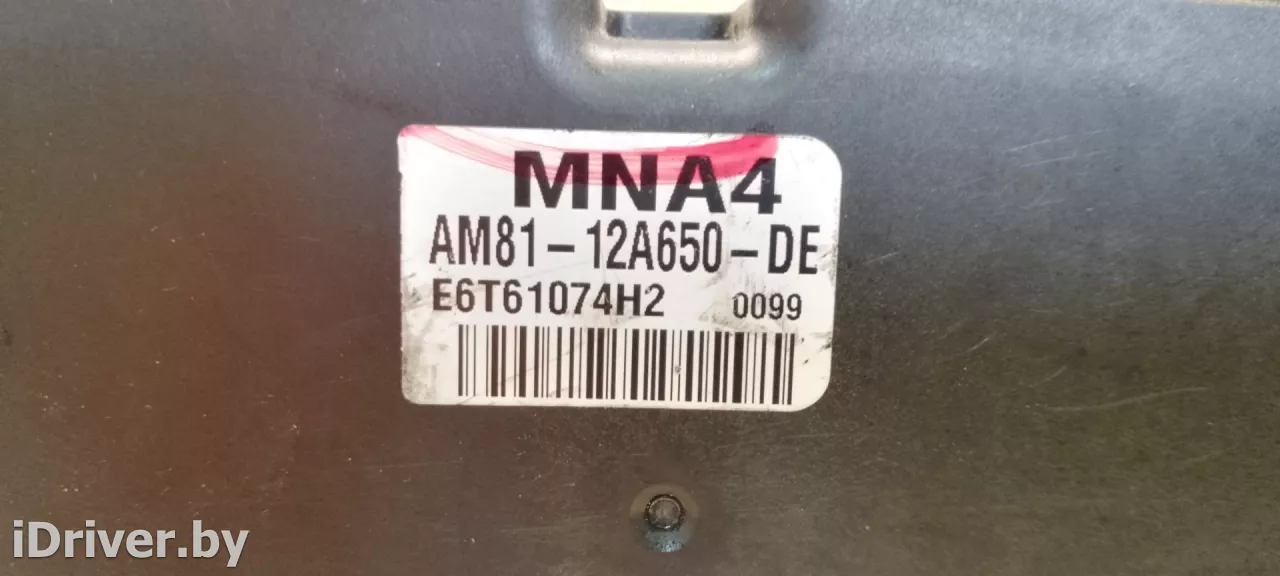 MNA4
AM81-12A650-DE
E6T61074H2 0099
iDriver.by